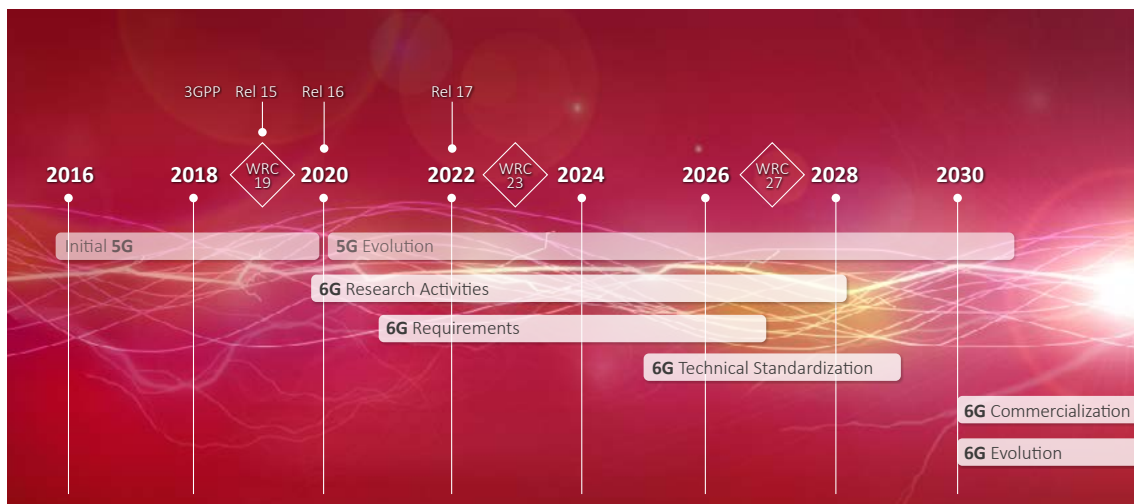 3GPP Rel 15 Rel 16 Rel 17
2016 2018 WRC 19 2020 2022 WRC 23 2024 2026 WRC 27 2028 2030
Initial 5G 5G Evolution
6G Research Activities
6G Requirements
6G Technical Standardization
6G Commercialization
6G Evolution